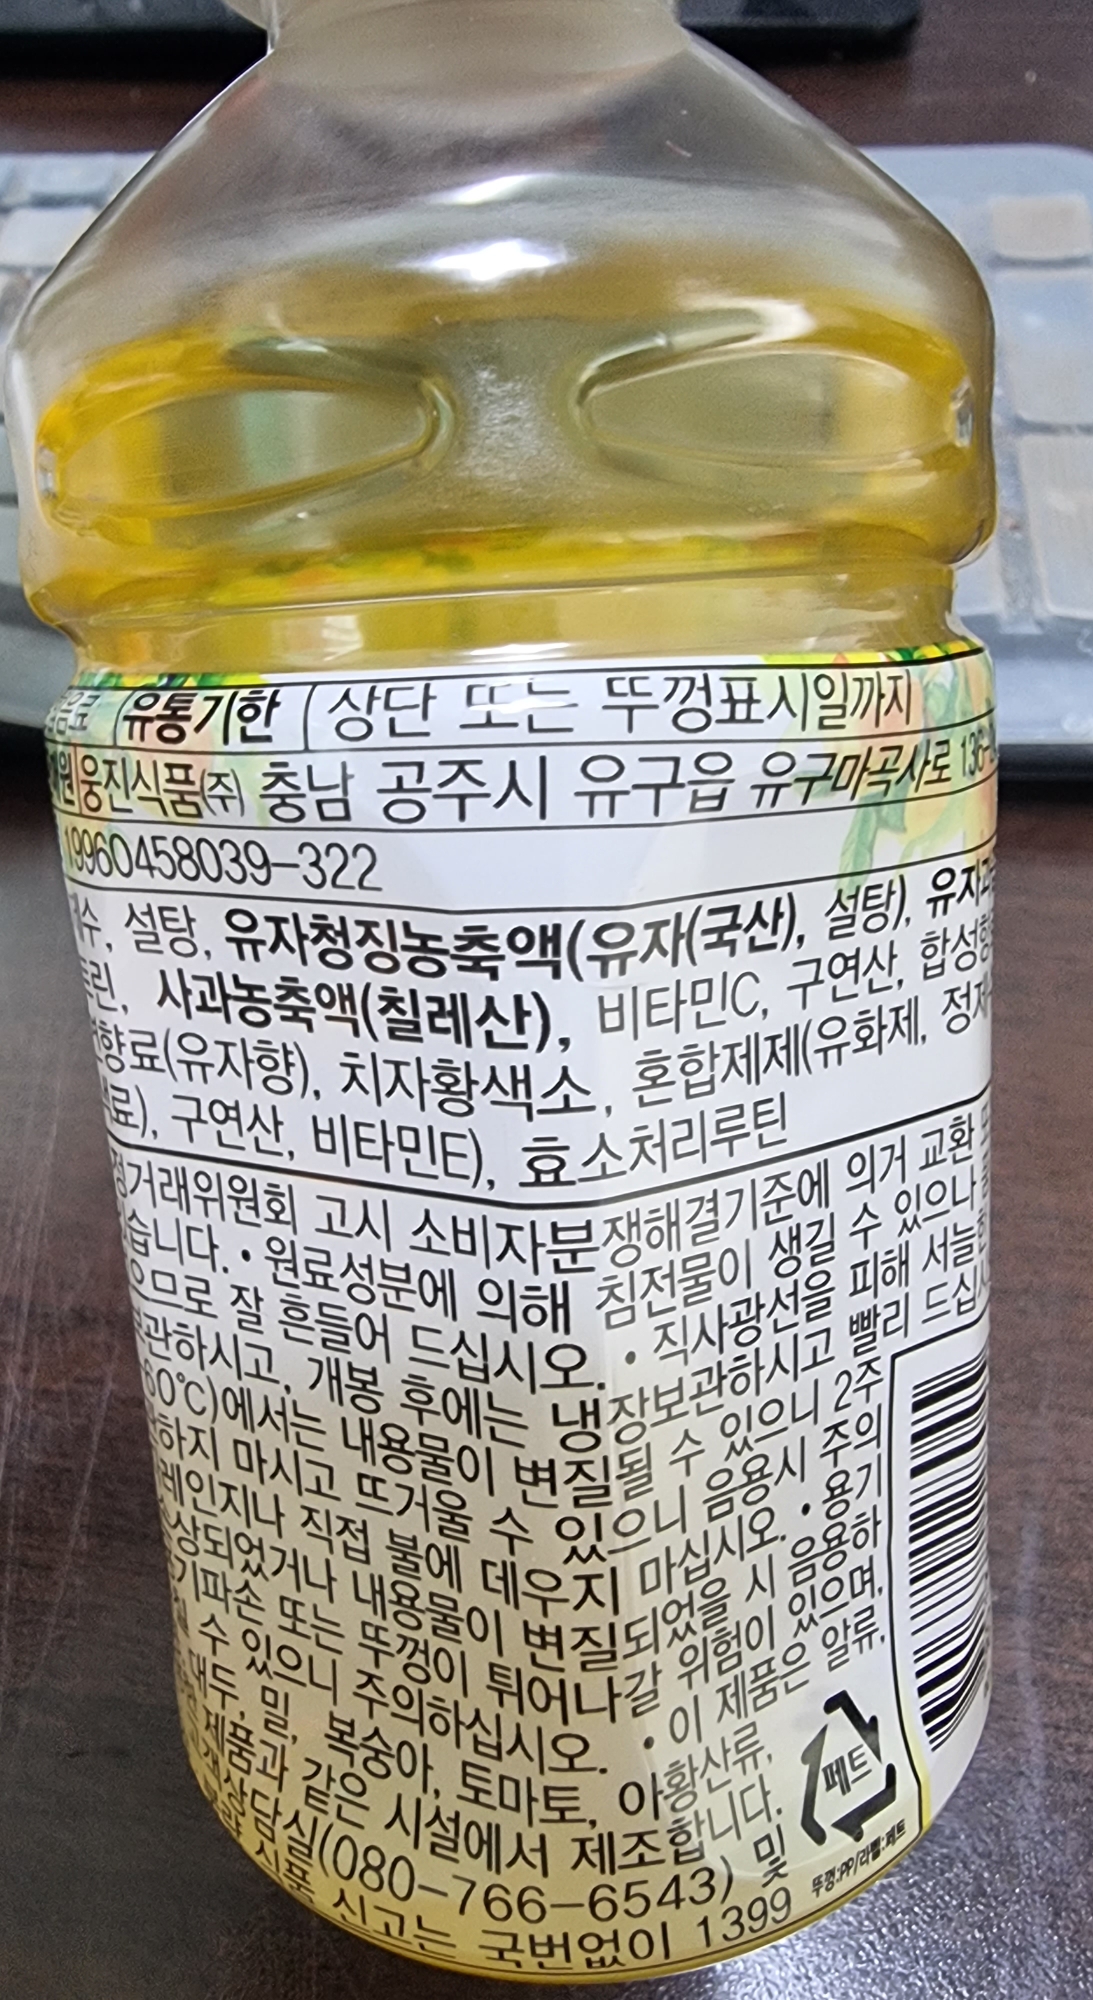 유통기한 상단 또는 뚜껑표시일까지
웅진식품(주) 충남 공주시 유구읍 유구마곡사로 136-
19960458039-322
설탕, 유자청징농축액(유자(국산), 설탕),
사과농축액(칠레산), 비타민C, 구연산,
향료(유자향), 치자황색소, 혼합제제(유화제,
구연산, 비타민E), 효소처리루틴
거래위원회 고시 소비자분쟁해결기준에 의거 교환
습니다. • 원료성분에 의해 침전물이 생길 수 있으나
으므로 잘 흔들어 드십시오. • 직사광선을 피해 서늘한
관하시고, 개봉 후에는 냉장보관하시고 빨리 드십시
60℃)에서는 내용물이 변질될 수 있으니 2주
하지 마시고 뜨거울 수 있으니 음용시 주의
레인지나 직접 불에 데우지 마십시오. • 용기
상되었거나 내용물이 변질되었을 시 음용하
기파손 또는 뚜껑이 튀어나갈 위험이 있으며,
수 있으니 주의하십시오. • 이 제품은 알류,
대두, 밀, 복숭아, 토마토, 아황산류,
제품과 같은 시설에서 제조합니다.
상담실(080-766-6543) 및
식품 신고는 국번없이 1399
페트
뚜껑:PP/라벨:페트